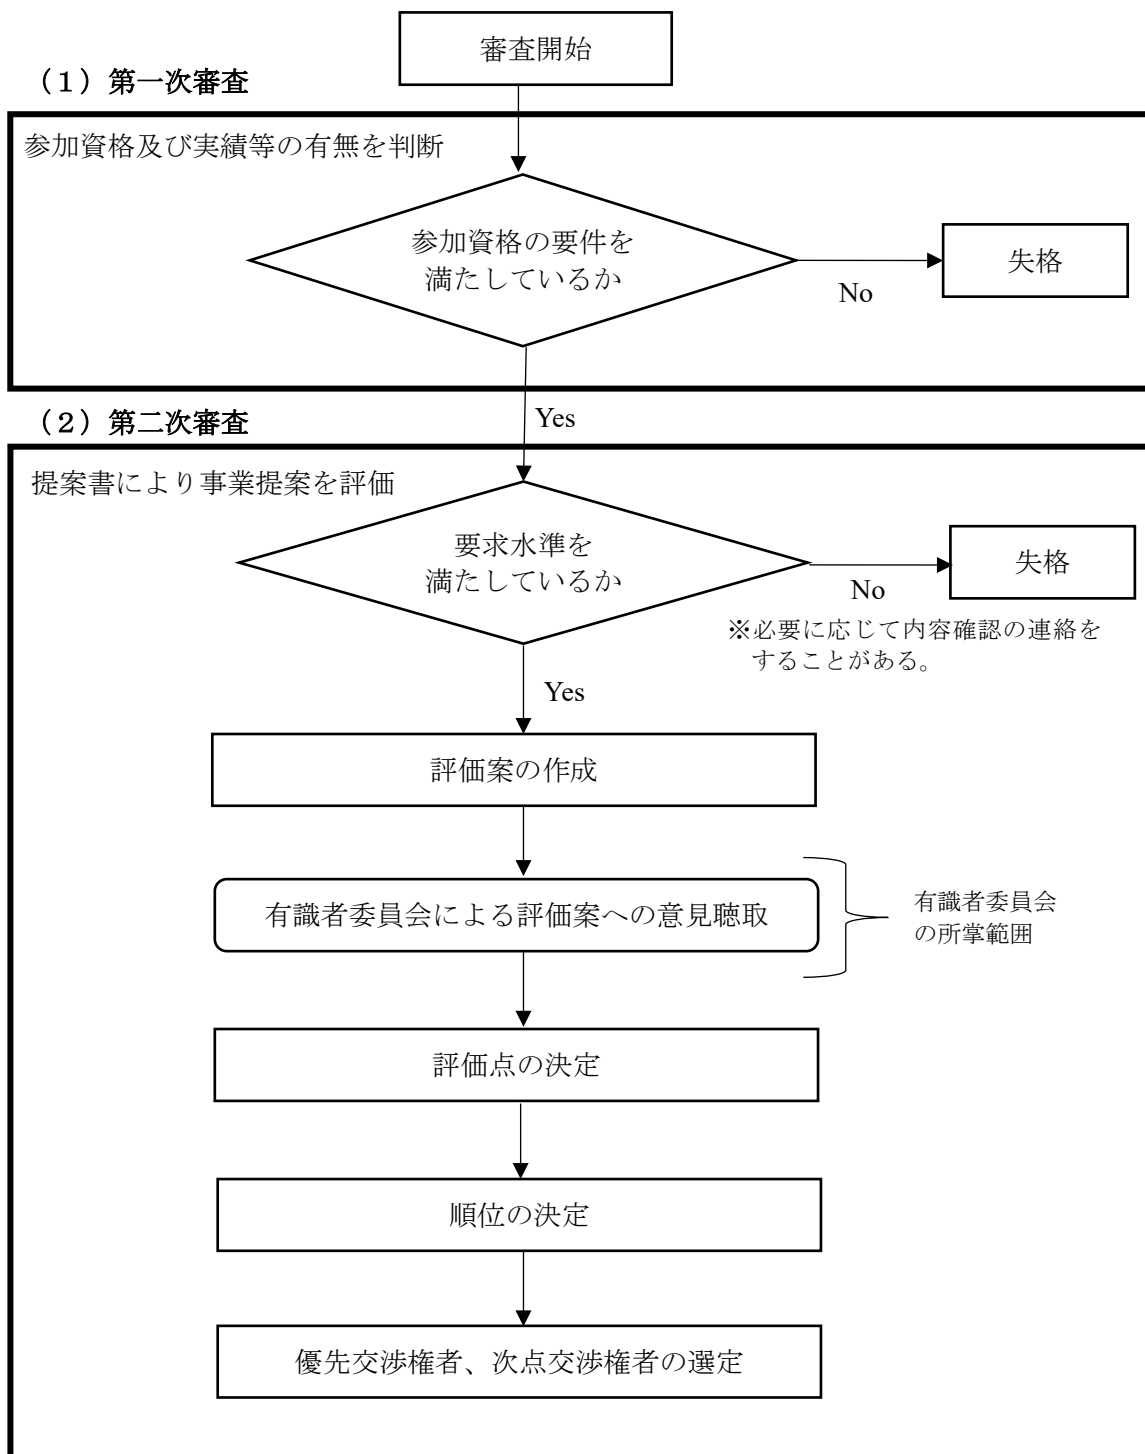 審査開始
（１）第一次審査
参加資格及び実績等の有無を判断
参加資格の要件を
満たしているか
失格
No
（２）第二次審査
Yes
提案書により事業提案を評価
要求水準を
満たしているか
失格
No
※必要に応じて内容確認の連絡を
することがある。
Yes
評価案の作成
有識者委員会による評価案への意見聴取
有識者委員会
の所掌範囲
評価点の決定
順位の決定
優先交渉権者、次点交渉権者の選定